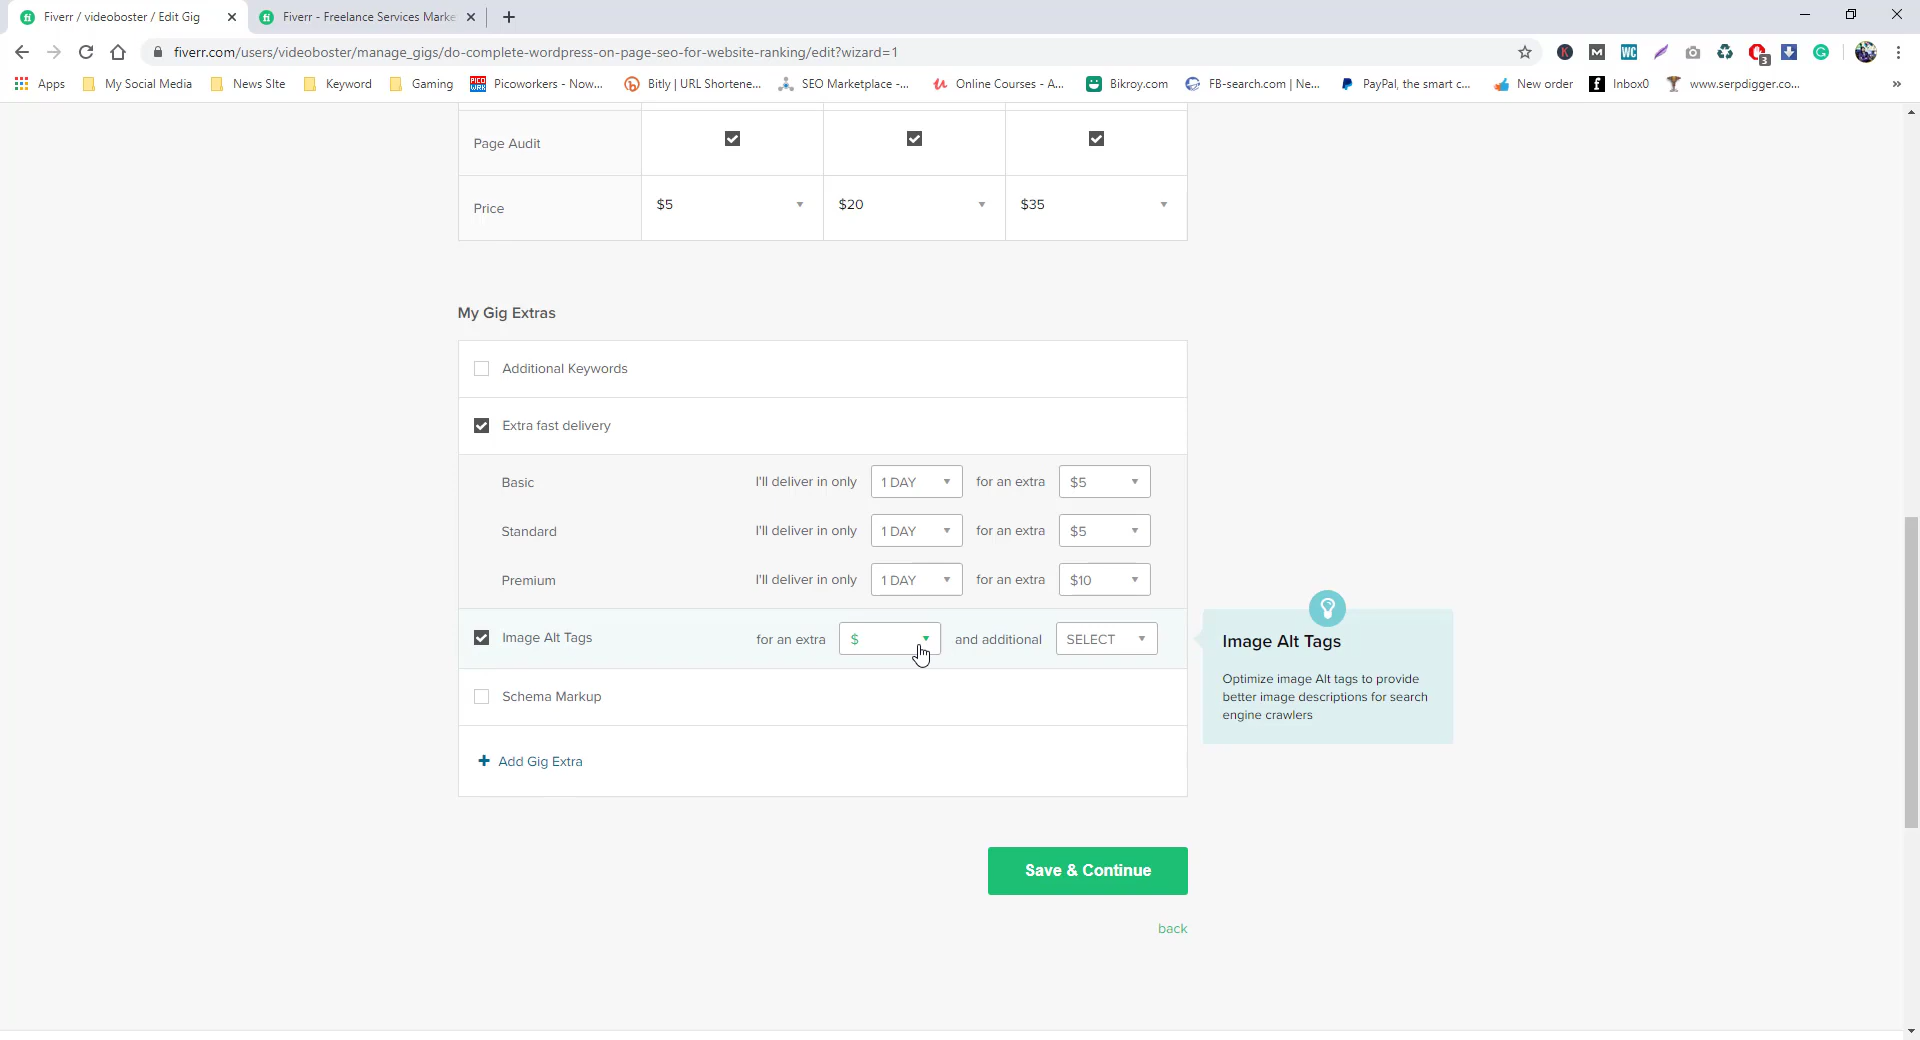 Fiverr / videoboster / Edit Gig
Fiverr - Freelance Services Marke
fiverr.com/users/videoboster/manage_gigs/do-complete-wordpress-on-page-seo-for-website-ranking/edit?wizard=1
K M WC 3 G
Apps My Social Media News SIte Keyword Gaming PICO WRK Picoworkers - Now... Bitly | URL Shortene... SEO Marketplace -... Online Courses - A... Bikroy.com FB-search.com | Ne... PayPal, the smart c... New order f Inbox0 www.serpdigger.co... »
Page Audit
Price $5 $20 $35
My Gig Extras
Additional Keywords
Extra fast delivery
Basic I'll deliver in only 1 DAY for an extra $5
Standard I'll deliver in only 1 DAY for an extra $5
Premium I'll deliver in only 1 DAY for an extra $10
Image Alt Tags for an extra $ and additional SELECT
Image Alt Tags
Optimize image Alt tags to provide
better image descriptions for search
engine crawlers
Schema Markup
+ Add Gig Extra
Save & Continue
back